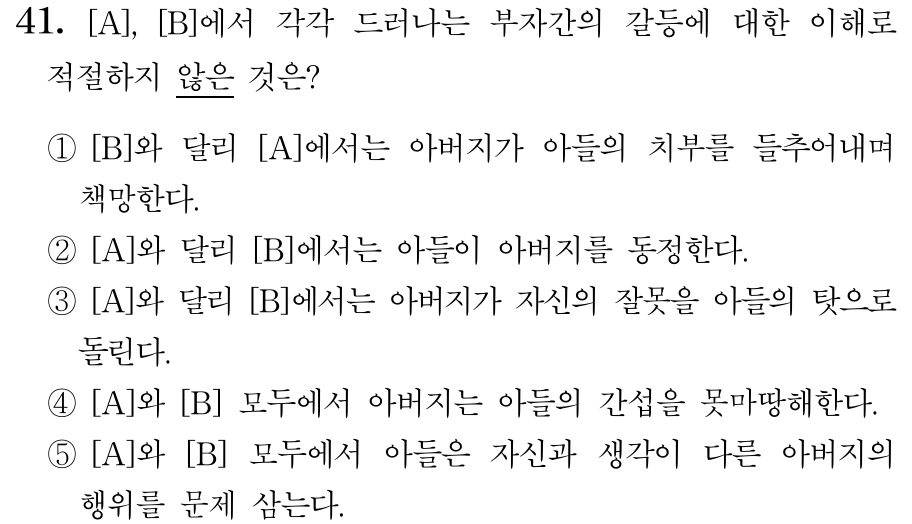 41. [A], [B]에서 각각 드러나는 부자간의 갈등에 대한 이해로
적절하지 않은 것은?
① [B]와 달리 [A]에서는 아버지가 아들의 치부를 들추어내며
책망한다.
② [A]와 달리 [B]에서는 아들이 아버지를 동정한다.
③ [A]와 달리 [B]에서는 아버지가 자신의 잘못을 아들의 탓으로
돌린다.
④ [A]와 [B] 모두에서 아버지는 아들의 간섭을 못마땅해한다.
⑤ [A]와 [B] 모두에서 아들은 자신과 생각이 다른 아버지의
행위를 문제 삼는다.